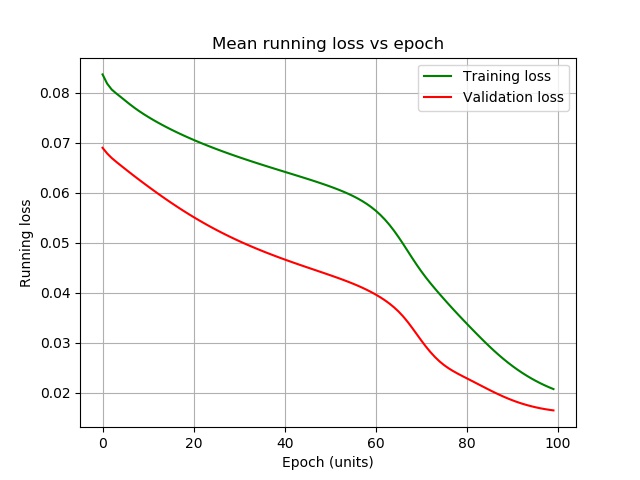 Mean running loss vs epoch
Training loss
Validation loss
0.08
0.07
0.06
0.05
0.04
0.03
0.02
Running loss
0 20 40 60 80 100
Epoch (units)